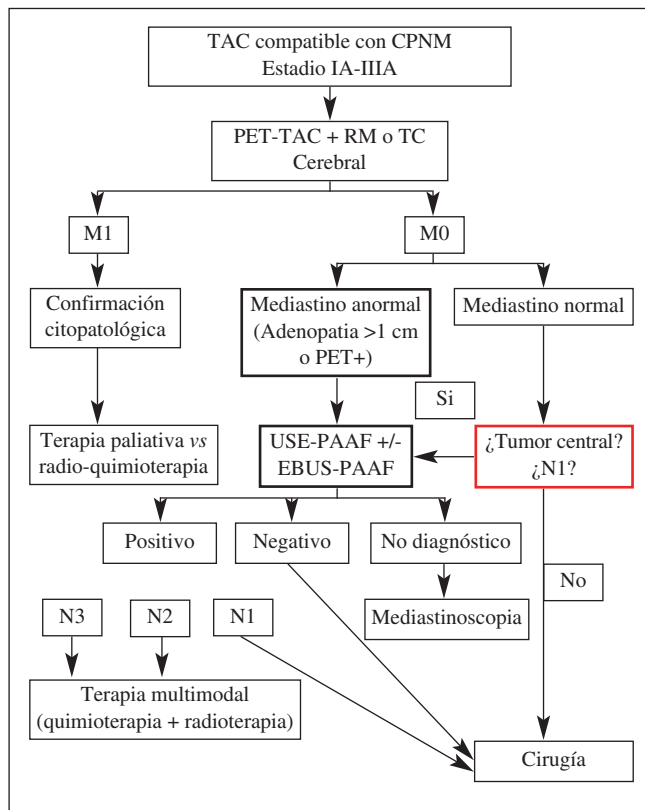 TAC compatible con CPNM
Estadio IA-IIIA
PET-TAC + RM o TC
Cerebral
M1
M0
Confirmación
citopatológica
Mediastino anormal
(Adenopatia >1 cm
o PET+)
Mediastino normal
Si
Terapia paliativa vs
radio-quimioterapia
USE-PAAF +/-
EBUS-PAAF
¿Tumor central?
¿N1?
Positivo
Negativo
No diagnóstico
No
Mediastinoscopia
N3
N2
N1
Terapia multimodal
(quimioterapia + radioterapia)
Cirugía